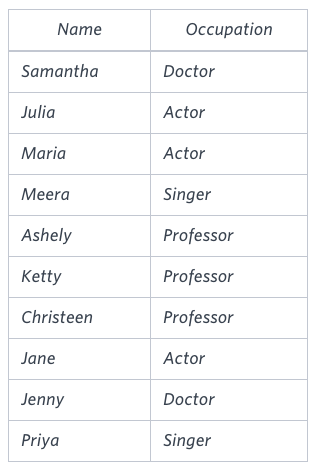 Name Occupation
Samantha Doctor
Julia Actor
Maria Actor
Meera Singer
Ashely Professor
Ketty Professor
Christeen Professor
Jane Actor
Jenny Doctor
Priya Singer